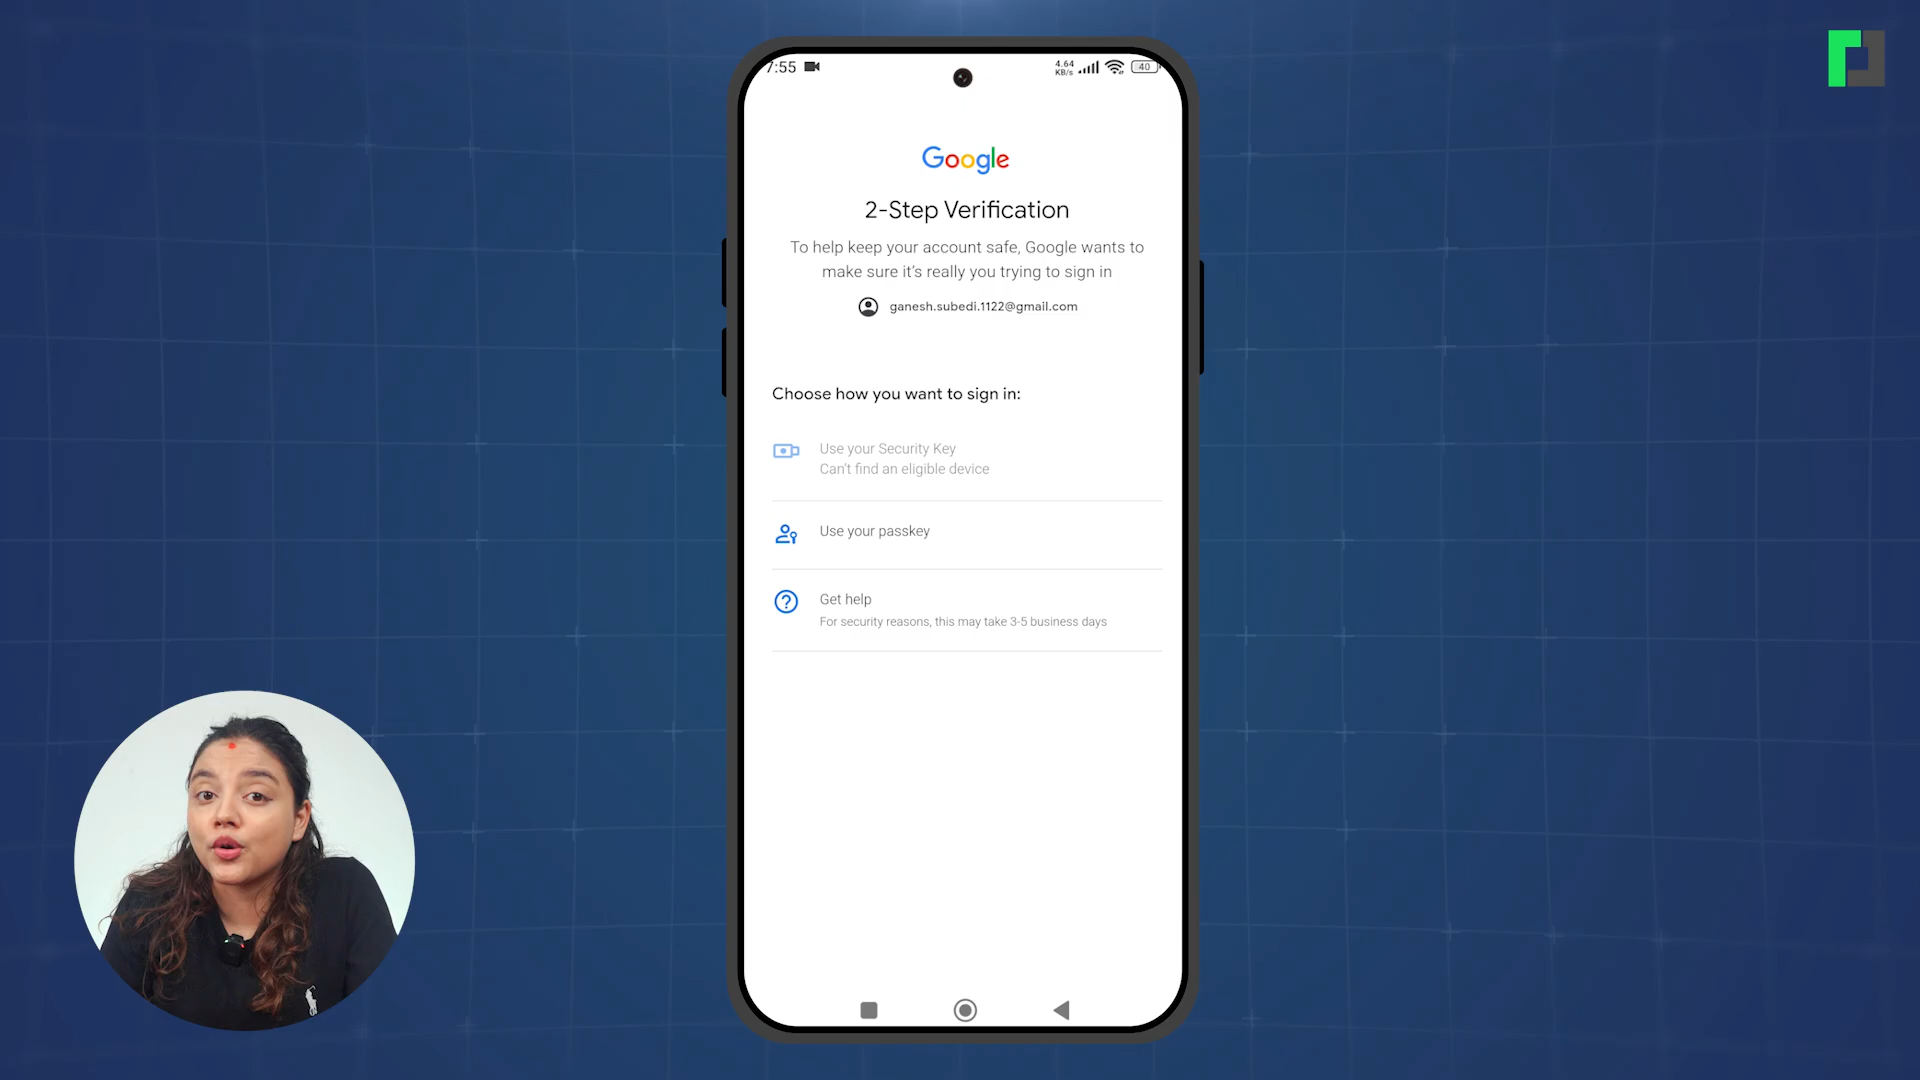 7:55
4.64
KB/s
40
Google
2-Step Verification
To help keep your account safe, Google wants to
make sure it's really you trying to sign in
ganesh.subedi.1122@gmail.com
Choose how you want to sign in:
Use your Security Key
Can't find an eligible device
Use your passkey
Get help
For security reasons, this may take 3-5 business days